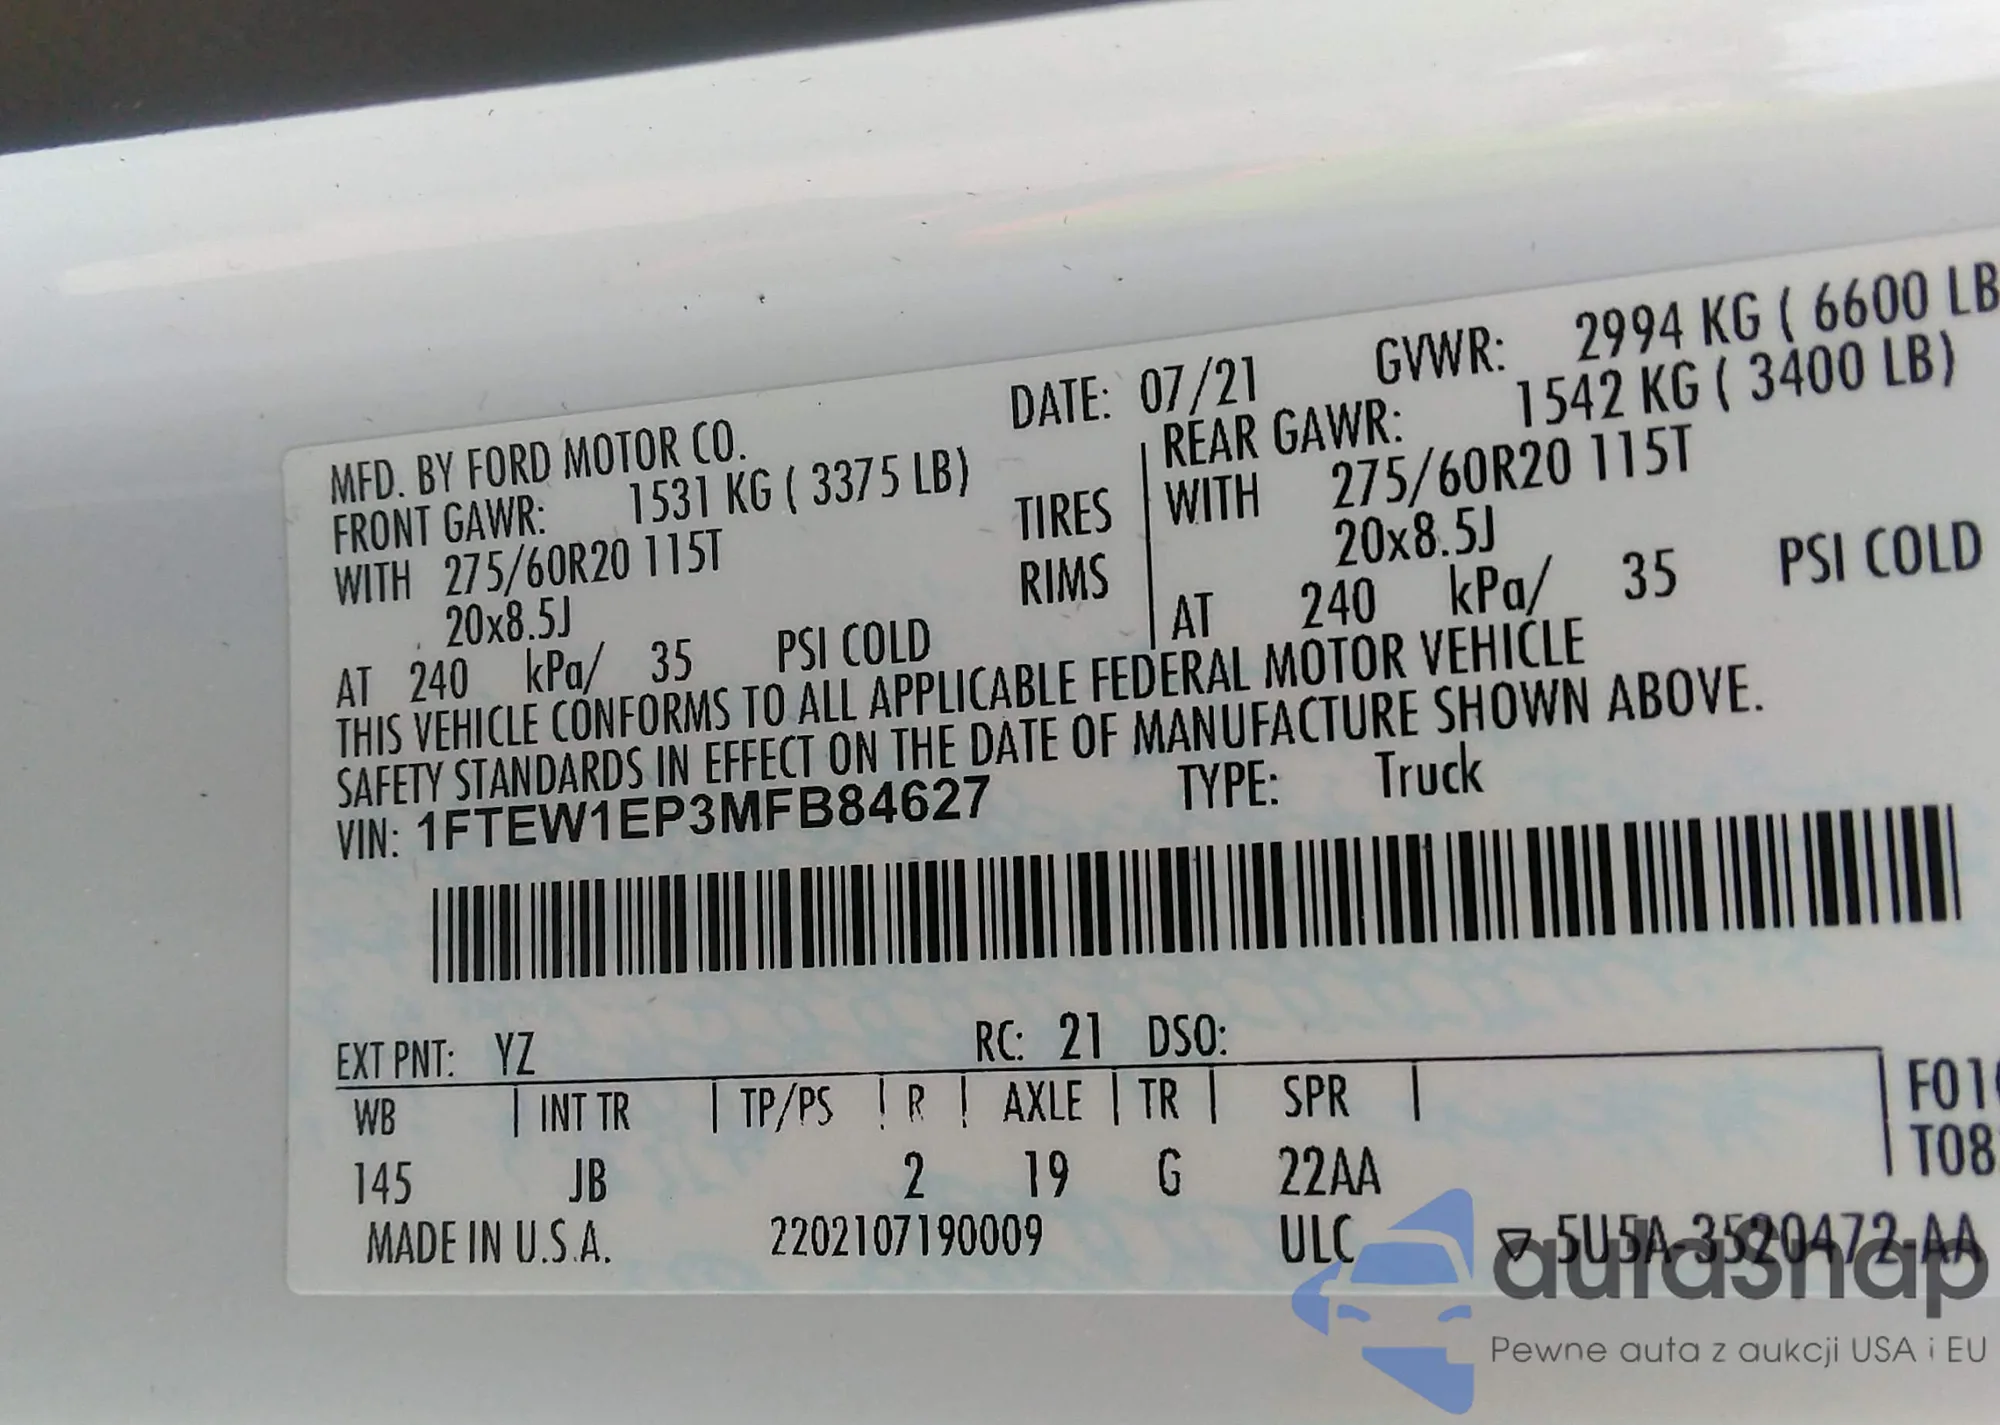 MFD. BY FORD MOTOR CO. DATE: 07/21 GVWR: 2994 KG ( 6600 LB
FRONT GAWR: 1531 KG ( 3375 LB) REAR GAWR: 1542 KG ( 3400 LB)
WITH 275/60R20 115T TIRES WITH 275/60R20 115T
20x8.5J RIMS 20x8.5J
AT 240 kPa/ 35 PSI COLD AT 240 kPa/ 35 PSI COLD
THIS VEHICLE CONFORMS TO ALL APPLICABLE FEDERAL MOTOR VEHICLE
SAFETY STANDARDS IN EFFECT ON THE DATE OF MANUFACTURE SHOWN ABOVE.
VIN: 1FTEW1EP3MFB84627 TYPE: Truck
EXT PNT: YZ RC: 21 DSO:
WB | INT TR | TP/PS | R | AXLE | TR | SPR |
145 JB 2 19 G 22AA
MADE IN U.S.A. 2202107190009 ULC ▽ 5U5A-3520472-AA
autasnap
Pewne auta z aukcji USA i EU